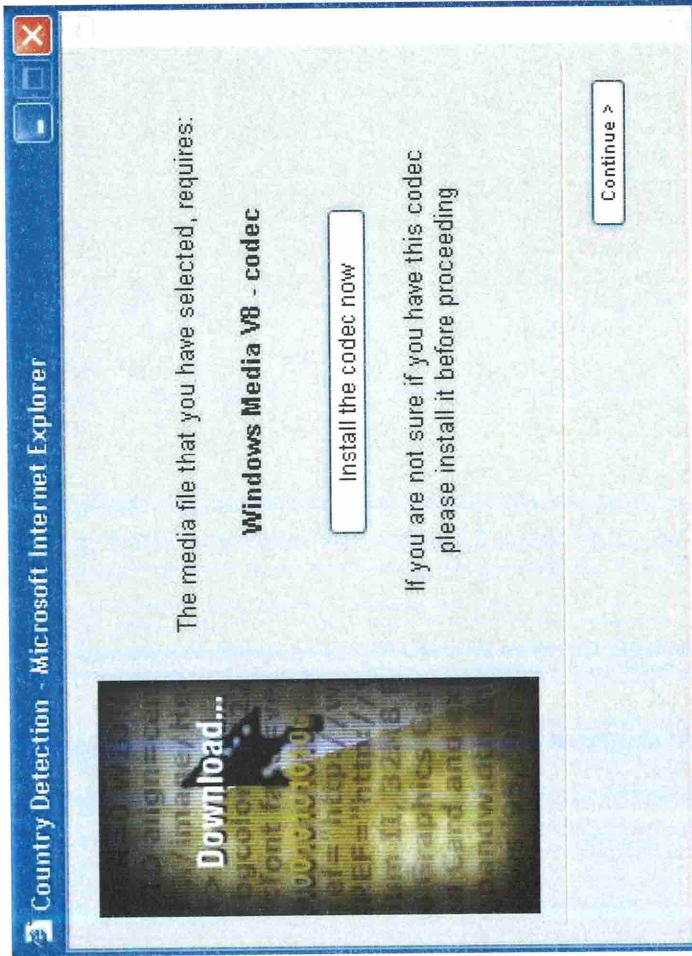 Country Detection - Microsoft Internet Explorer
Download...
The media file that you have selected, requires:
Windows Media V8 - codec
Install the codec now
If you are not sure if you have this codec
please install it before proceeding
Continue >